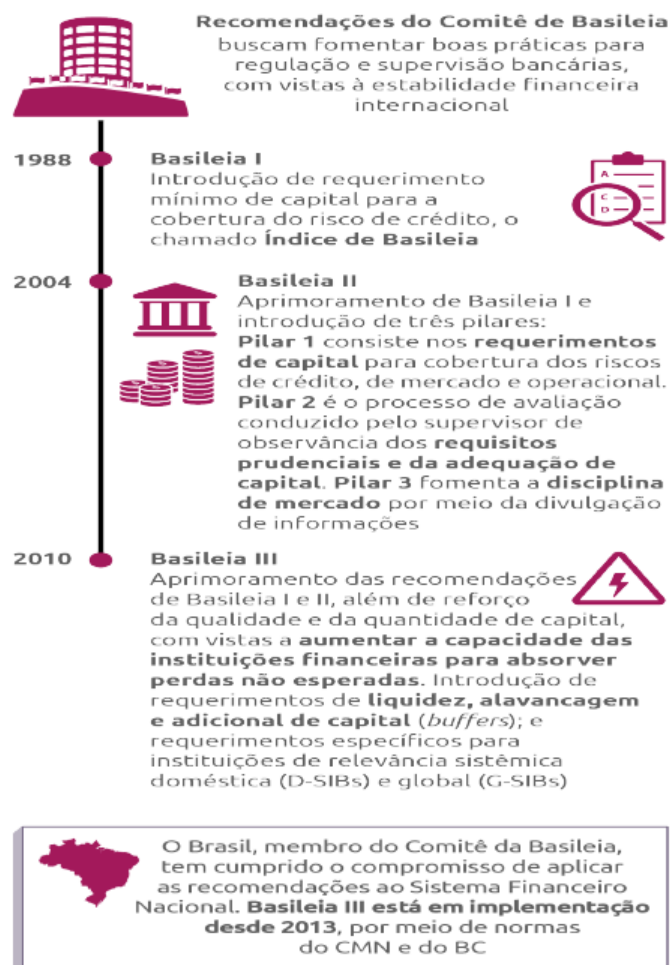 Recomendações do Comitê de Basileia
buscam fomentar boas práticas para
regulação e supervisão bancárias,
com vistas à estabilidade financeira
internacional
1988
Basileia I
Introdução de requerimento
mínimo de capital para a
cobertura do risco de crédito, o
chamado Índice de Basileia
A
C
D
2004
Basileia II
Aprimoramento de Basileia I e
introdução de três pilares:
Pilar 1 consiste nos requerimentos
de capital para cobertura dos riscos
de crédito, de mercado e operacional.
Pilar 2 é o processo de avaliação
conduzido pelo supervisor de
observância dos requisitos
prudenciais e da adequação de
capital. Pilar 3 fomenta a disciplina
de mercado por meio da divulgação
de informações
2010
Basileia III
Aprimoramento das recomendações
de Basileia I e II, além de reforço
da qualidade e da quantidade de capital,
com vistas a aumentar a capacidade das
instituições financeiras para absorver
perdas não esperadas. Introdução de
requerimentos de liquidez, alavancagem
e adicional de capital (buffers); e
requerimentos específicos para
instituições de relevância sistêmica
doméstica (D-SIBs) e global (G-SIBs)
O Brasil, membro do Comitê da Basileia,
tem cumprido o compromisso de aplicar
as recomendações ao Sistema Financeiro
Nacional. Basileia III está em implementação
desde 2013, por meio de normas
do CMN e do BC